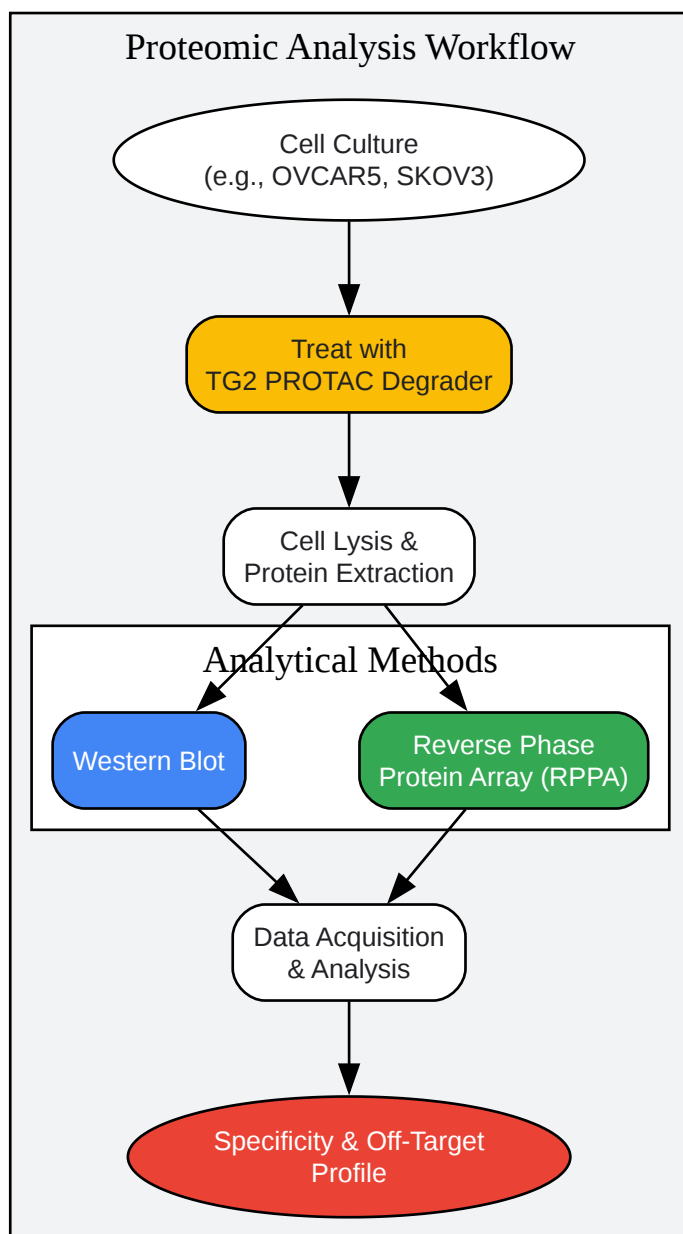 Proteomic Analysis Workflow
Cell Culture
(e.g., OVCAR5, SKOV3)
Treat with
TG2 PROTAC Degrader
Cell Lysis &
Protein Extraction
Analytical Methods
Western Blot
Reverse Phase
Protein Array (RPPA)
Data Acquisition
& Analysis
Specificity & Off-Target
Profile